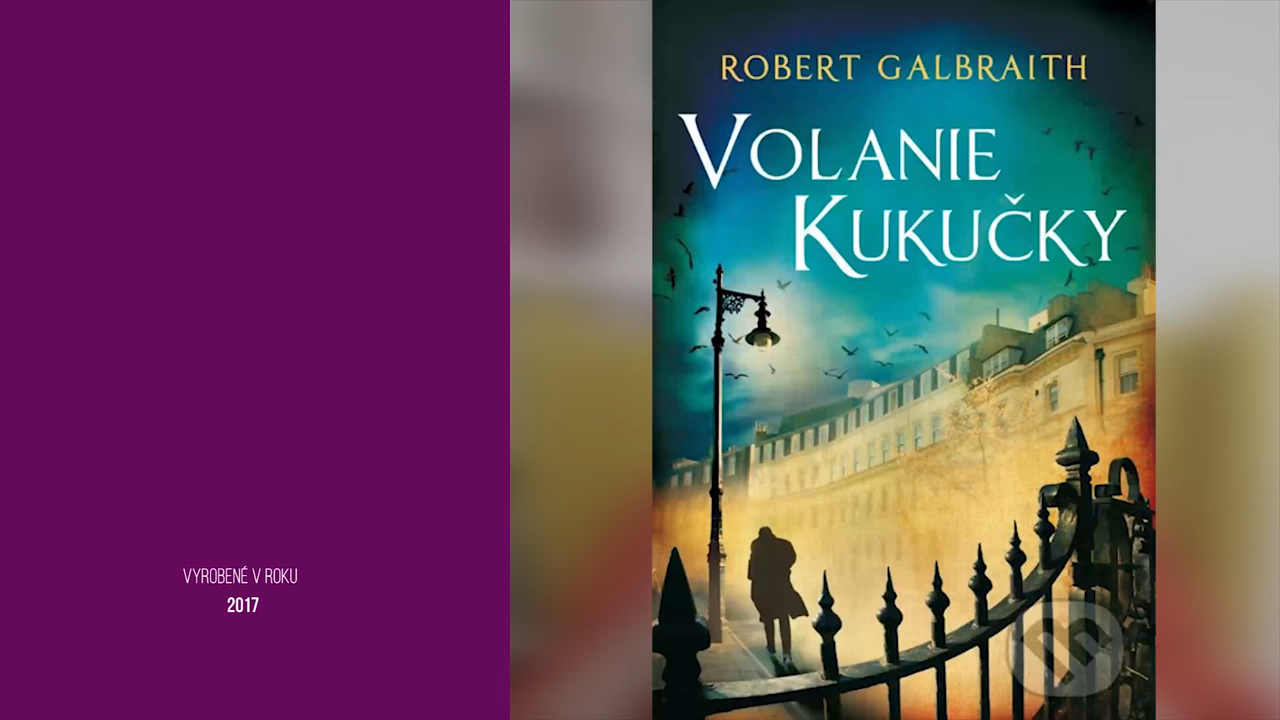 VYROBENÉ V ROKU
2017
ROBERT GALBRAITH
VOLANIE
KUKUČKY